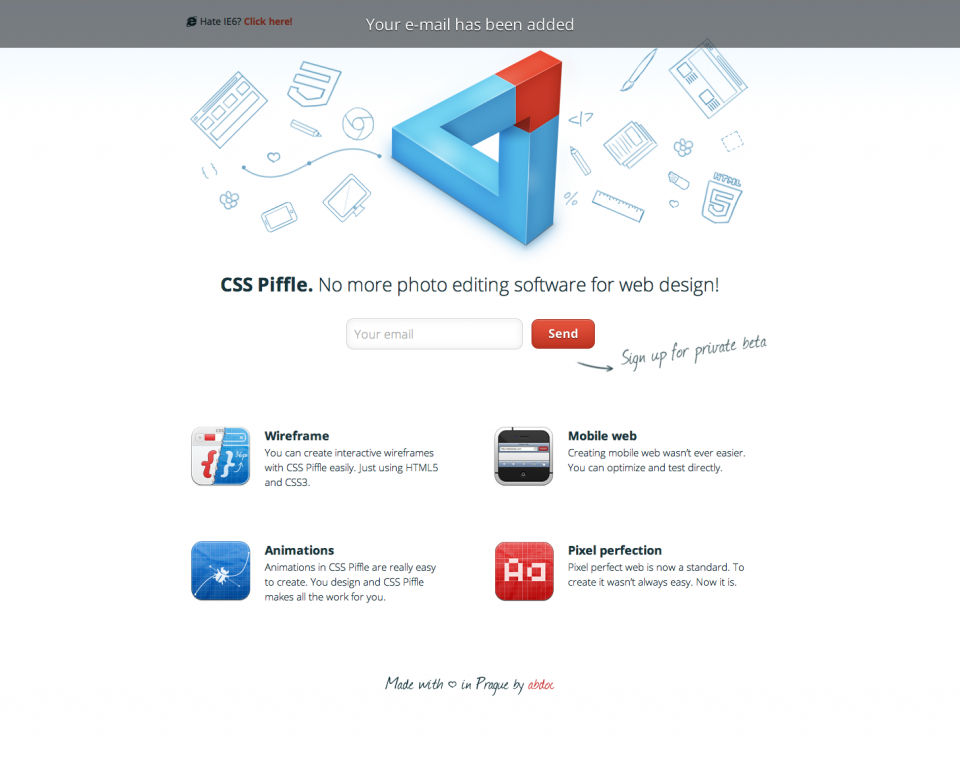 Hate IE6? Click here!
Your e-mail has been added
</?
%
HTML
5
CSS Piffle. No more photo editing software for web design!
Your email
Send
Sign up for private beta
Wireframe
You can create interactive wireframes
with CSS Piffle easily. Just using HTML5
and CSS3.
Mobile web
Creating mobile web wasn't ever easier.
You can optimize and test directly.
Animations
Animations in CSS Piffle are really easy
to create. You design and CSS Piffle
makes all the work for you.
Pixel perfection
Pixel perfect web is now a standard. To
create it wasn't always easy. Now it is.
Made with ♡ in Prague by abdoc